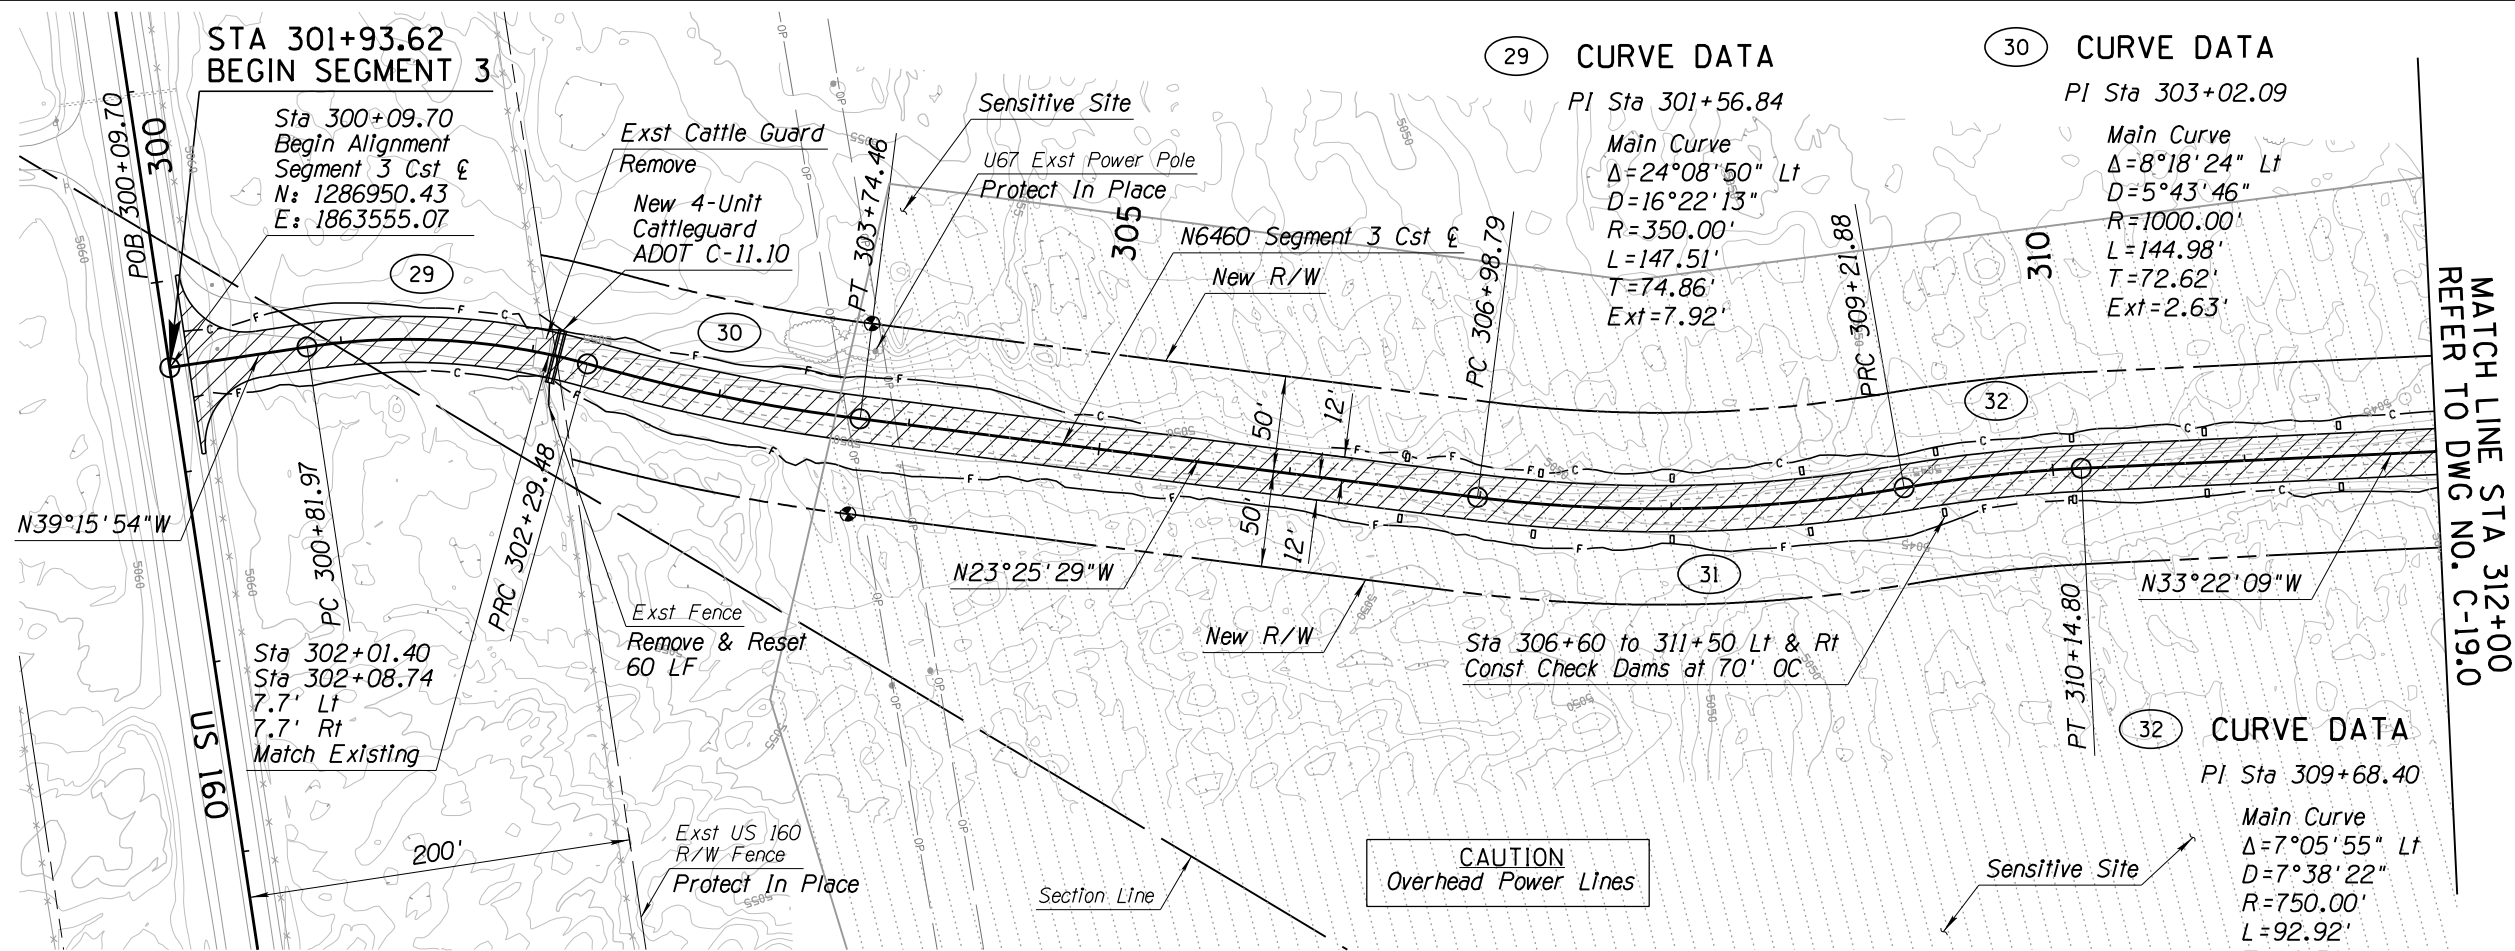 STA 301+93.62
BEGIN SEGMENT 3
Sta 300+09.70
Begin Alignment
Segment 3 Cst ℄
N: 1286950.43
E: 1863555.07
POB 300+09.70
300
29
Exst Cattle Guard
Remove
New 4-Unit
Cattleguard
ADOT C-11.10
30
PT 303+74.46
Sensitive Site
U67 Exst Power Pole
Protect In Place
305
N6460 Segment 3 Cst ℄
New R/W
PC 306+98.79
29 CURVE DATA
PI Sta 301+56.84
Main Curve
Δ=24°08'50" Lt
D=16°22'13"
R=350.00'
L=147.51'
T=74.86'
Ext=7.92'
PRC 309+21.88
30 CURVE DATA
PI Sta 303+02.09
Main Curve
Δ=8°18'24" Lt
D=5°43'46"
R=1000.00'
L=144.98'
T=72.62'
Ext=2.63'
310
32
MATCH LINE STA 312+00
REFER TO DWG NO. C-19.0
50'
12'
50'
12'
N39°15'54"W
PC 300+81.97
PRC 302+29.48
Sta 302+01.40
Sta 302+08.74
7.7' Lt
7.7' Rt
Match Existing
US 160
200'
Exst Fence
Remove & Reset
60 LF
Exst US 160
R/W Fence
Protect In Place
N23°25'29"W
New R/W
Section Line
CAUTION
Overhead Power Lines
31
Sta 306+60 to 311+50 Lt & Rt
Const Check Dams at 70' OC
N33°22'09"W
PT 310+14.80
Sensitive Site
32 CURVE DATA
PI Sta 309+68.40
Main Curve
Δ=7°05'55" Lt
D=7°38'22"
R=750.00'
L=92.92'